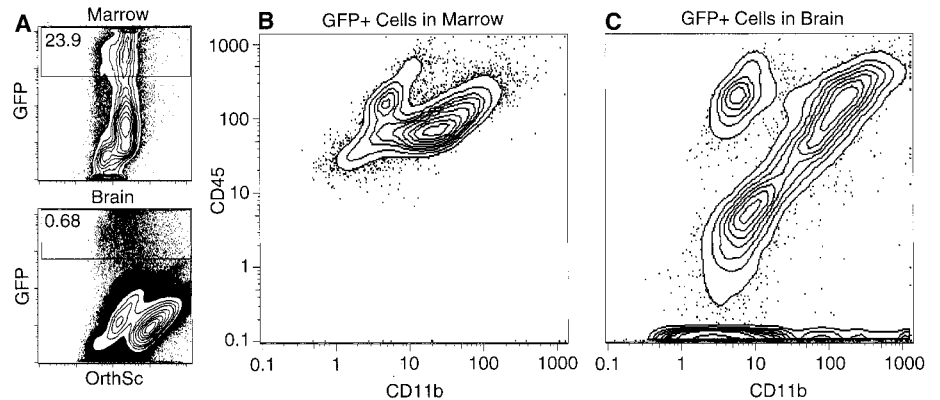 A
Marrow
23.9
GFP
Brain
0.68
GFP
OrthSc
B
GFP+ Cells in Marrow
1000
100
10
1
0.1
CD45
0.1 1 10 100 1000
CD11b
C
GFP+ Cells in Brain
0.1 1 10 100 1000
CD11b